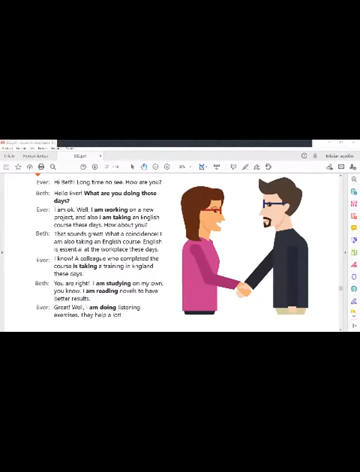 Ever: Hi Beth! Long time no see. How are you?
Beth: Hello Ever! What are you doing these
days?
Ever: I am ok. Well, I am working on a new
project, and also I am taking an English
course these days. How about you?
Beth: That sounds great! What a coincidence! I
am also taking an English course. English
is essential at the workplace these days.
Ever: I know! A colleague who completed the
course is taking a training in England
these days.
Beth: You are right! I am studying on my own,
you know. I am reading novels to have
better results.
Ever: Great! Well, I am doing listening
exercises. They help a lot!